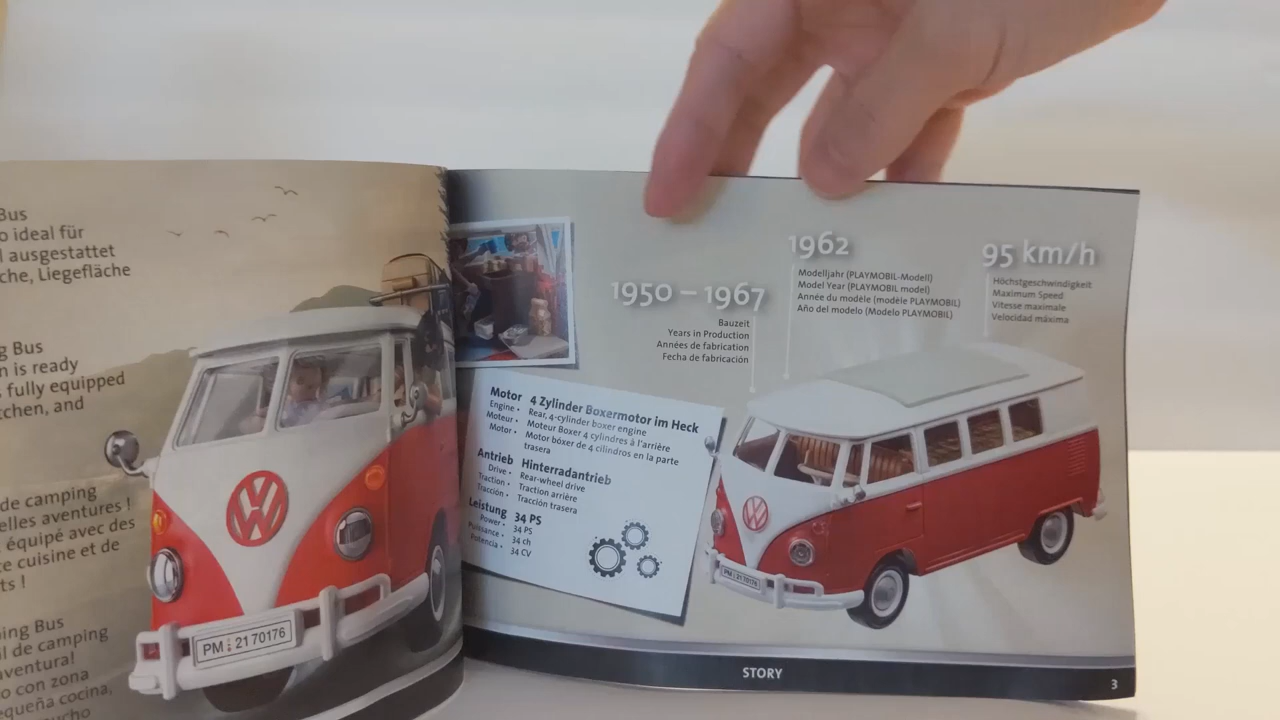 Bus
o ideal für
l ausgestattet
che, Liegefläche
g Bus
n is ready
s fully equipped
tchen, and
de camping
elles aventures !
équipé avec des
te cuisine et de
ts !
ing Bus
il de camping
aventura!
o con zona
equeña cocina,
ucho
PM 21 70176
1950 – 1967
Bauzeit
Years in Production
Années de fabrication
Fecha de fabricación
1962
Modelljahr (PLAYMOBIL-Modell)
Model Year (PLAYMOBIL model)
Année du modèle (modèle PLAYMOBIL)
Año del modelo (Modelo PLAYMOBIL)
95 km/h
Höchstgeschwindigkeit
Maximum Speed
Vitesse maximale
Velocidad máxima
Motor 4 Zylinder Boxermotor im Heck
Engine • Rear, 4-cylinder boxer engine
Moteur • Moteur Boxer 4 cylindres à l'arrière
Motor • Motor bóxer de 4 cilindros en la parte
trasera
Antrieb Hinterradantrieb
Drive • Rear-wheel drive
Traction • Traction arrière
Tracción • Tracción trasera
Leistung 34 PS
Power • 34 PS
Puissance • 34 ch
Potencia • 34 CV
PM 21 70176
STORY
3